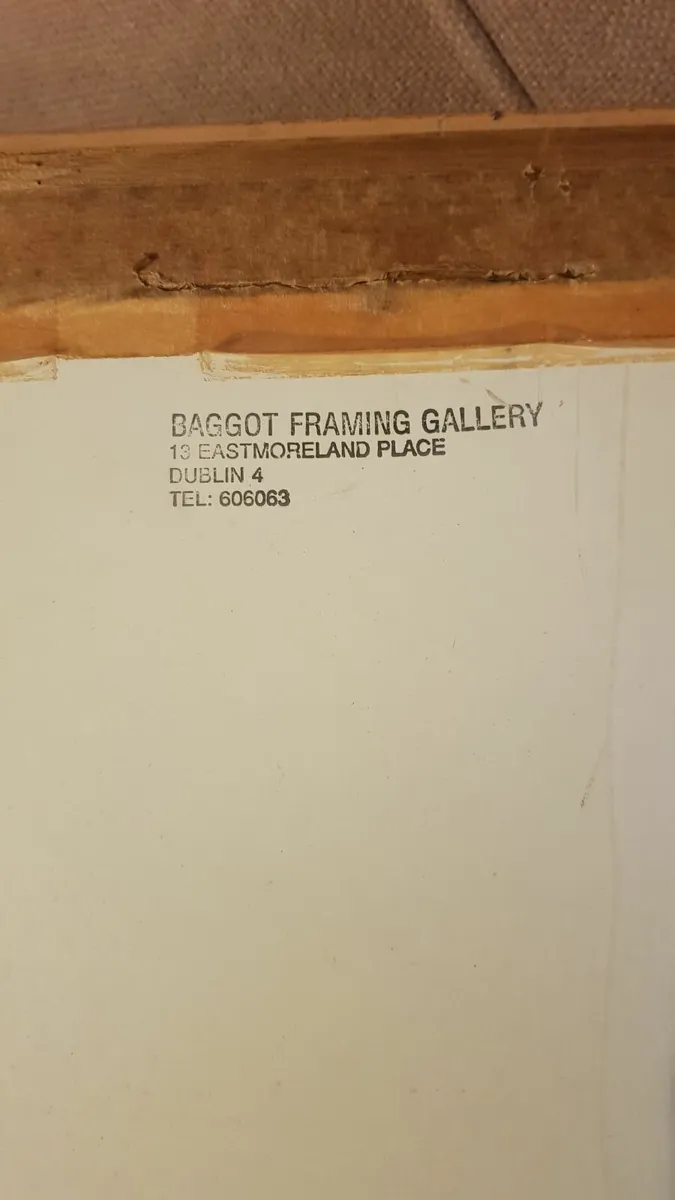 BAGGOT FRAMING GALLERY
13 EASTMORELAND PLACE
DUBLIN 4
TEL: 606063